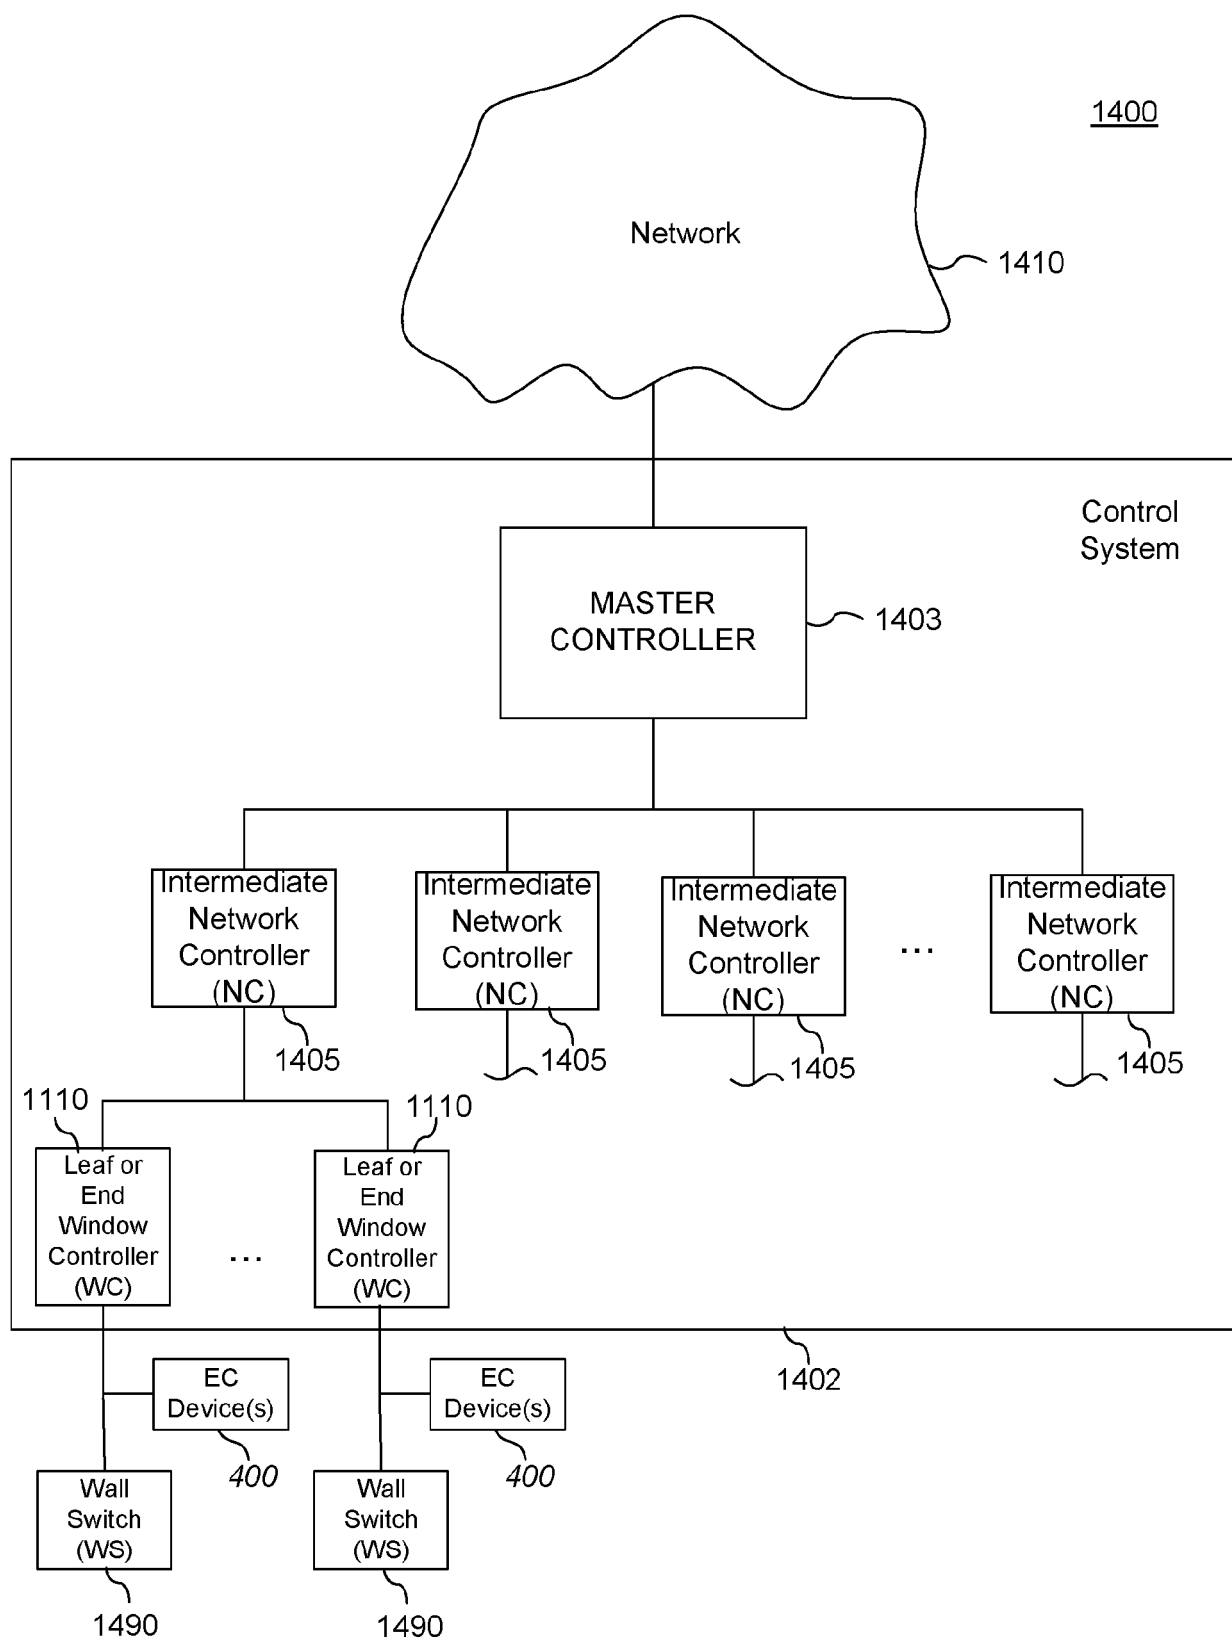 1400
Network
1410
Control
System
MASTER
CONTROLLER
1403
Intermediate
Network
Controller
(NC)
Intermediate
Network
Controller
(NC)
Intermediate
Network
Controller
(NC)
...
Intermediate
Network
Controller
(NC)
1405
1405
1405
1405
1110
1110
Leaf or
End
Window
Controller
(WC)
...
Leaf or
End
Window
Controller
(WC)
1402
EC
Device(s)
EC
Device(s)
400
400
Wall
Switch
(WS)
Wall
Switch
(WS)
1490
1490